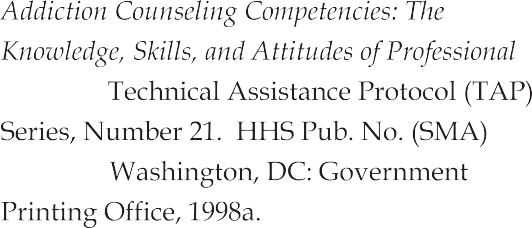 Addiction Counseling Competencies: The
Knowledge, Skills, and Attitudes of Professional
Technical Assistance Protocol (TAP)
Series, Number 21. HHS Pub. No. (SMA)
Washington, DC: Government
Printing Office, 1998a.